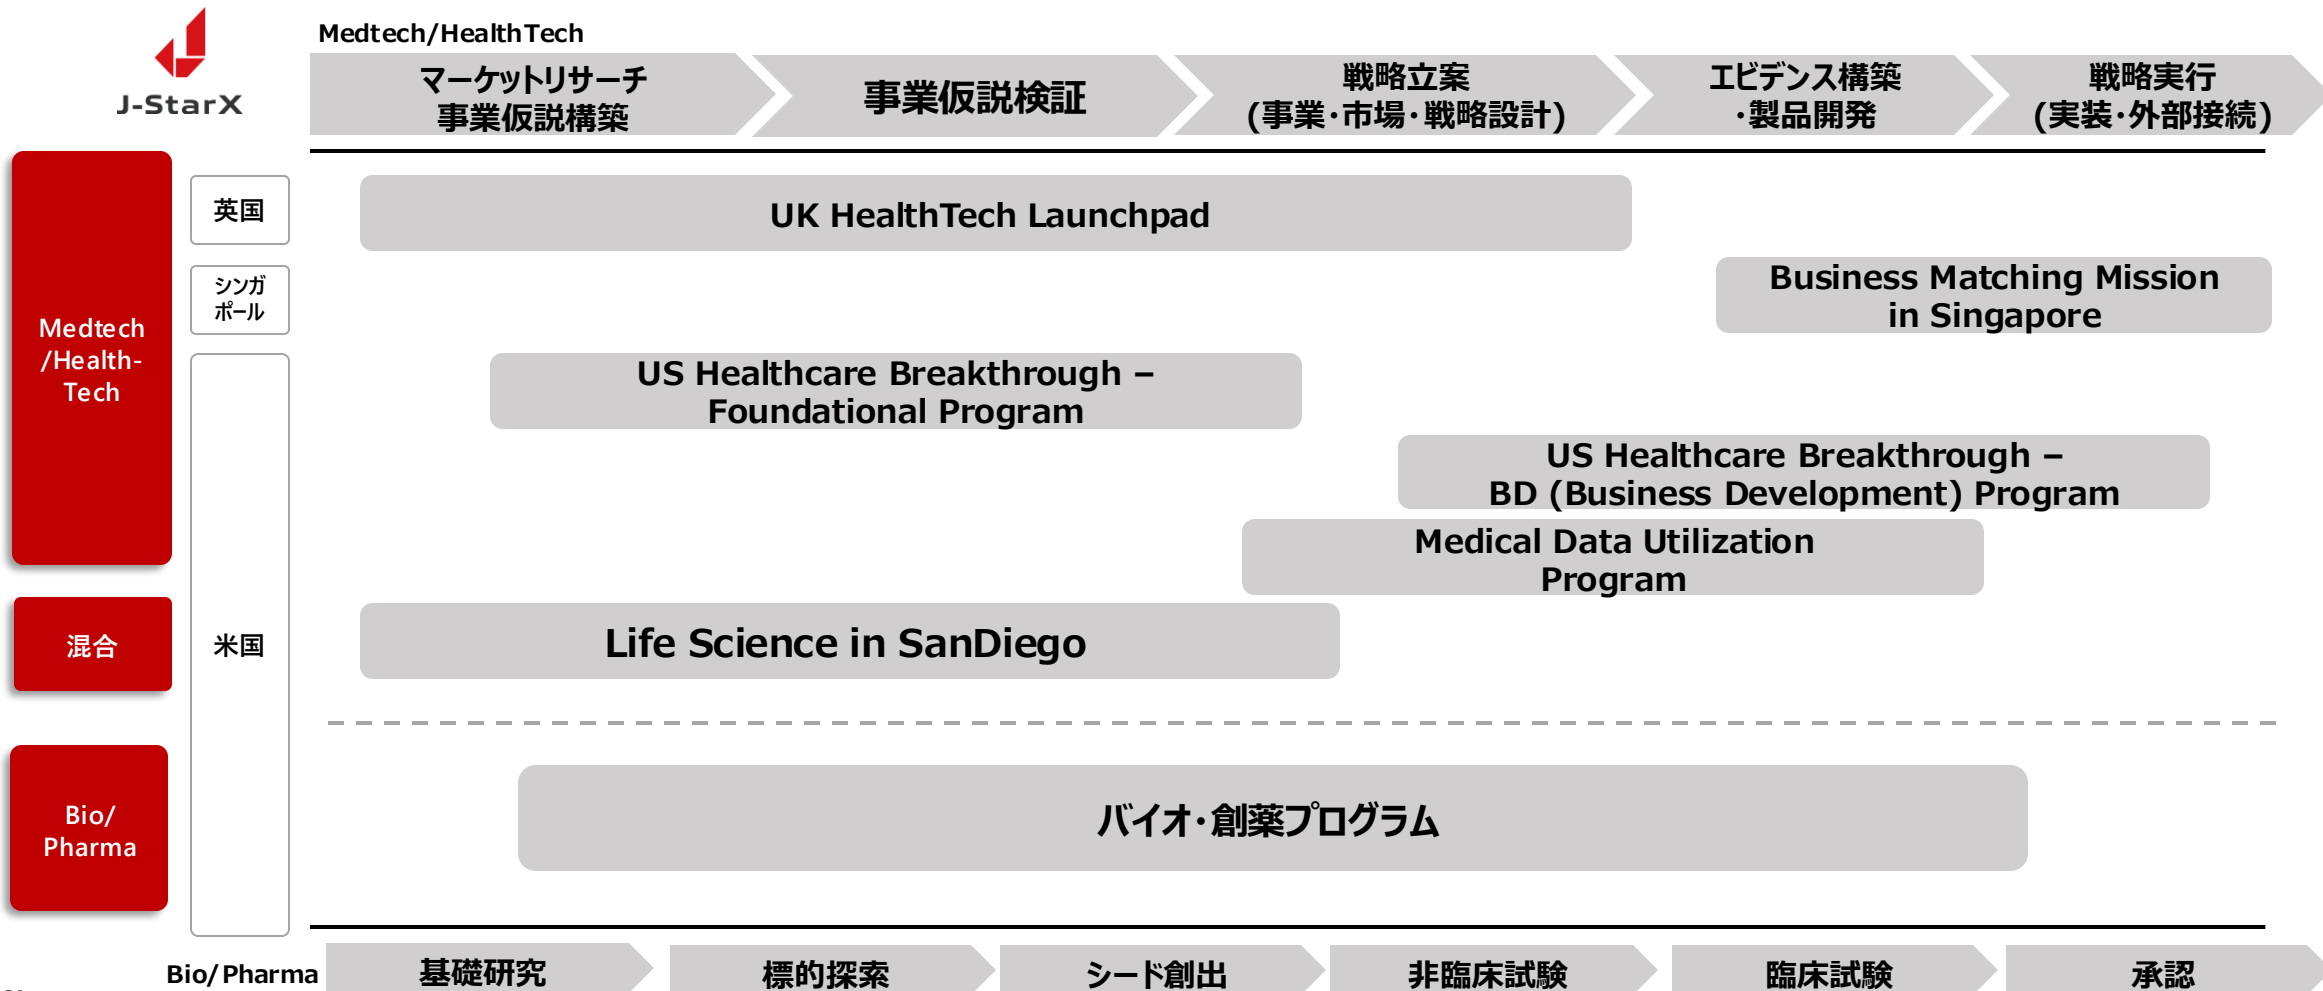 J-StarX
Medtech/HealthTech
マーケットリサーチ
事業仮説構築
事業仮説検証
戦略立案
(事業・市場・戦略設計)
エビデンス構築
・製品開発
戦略実行
(実装・外部接続)
Medtech
/Health-
Tech
英国
UK HealthTech Launchpad
シンガ
ポール
Business Matching Mission
in Singapore
US Healthcare Breakthrough –
Foundational Program
US Healthcare Breakthrough –
BD (Business Development) Program
Medical Data Utilization
Program
混合
米国
Life Science in SanDiego
Bio/
Pharma
バイオ・創薬プログラム
Bio/Pharma
基礎研究
標的探索
シード創出
非臨床試験
臨床試験
承認